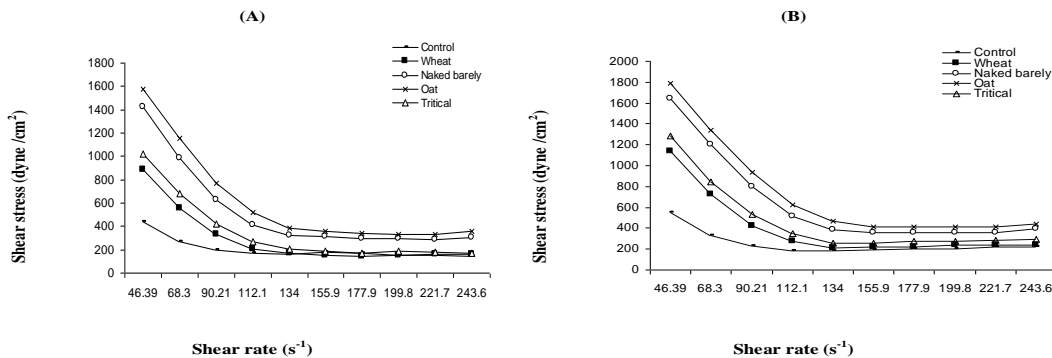 (A)
Control
Wheat
Naked barely
Oat
Tritical
1800
1600
1400
1200
1000
800
600
400
200
0
Shear stress (dyne /cm²)
46.39 68.3 90.21 112.1 134 155.9 177.9 199.8 221.7 243.6
Shear rate (s⁻¹)
(B)
Control
Wheat
Naked barely
Oat
Tritical
2000
1800
1600
1400
1200
1000
800
600
400
200
0
Shear stress (dyne /cm²)
46.39 68.3 90.21 112.1 134 155.9 177.9 199.8 221.7 243.6
Shear rate (s⁻¹)